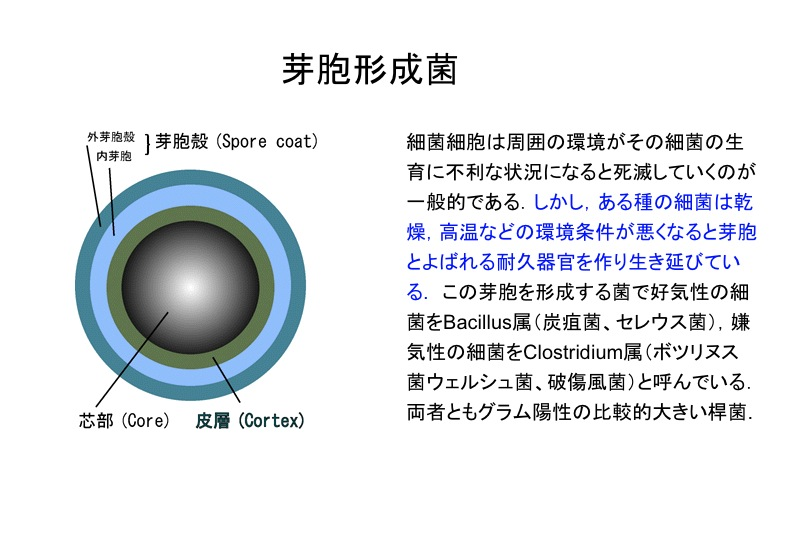 芽胞形成菌
外芽胞殻
内芽胞
}芽胞殻 (Spore coat)
芯部 (Core)
皮層 (Cortex)
細菌細胞は周囲の環境がその細菌の生
育に不利な状況になると死滅していくのが
一般的である. しかし, ある種の細菌は乾
燥, 高温などの環境条件が悪くなると芽胞
とよばれる耐久器官を作り生き延びてい
る. この芽胞を形成する菌で好気性の細
菌をBacillus属(炭疽菌、セレウス菌), 嫌
気性の細菌をClostridium属(ボツリヌス
菌ウェルシュ菌、破傷風菌)と呼んでいる.
両者ともグラム陽性の比較的大きい桿菌.